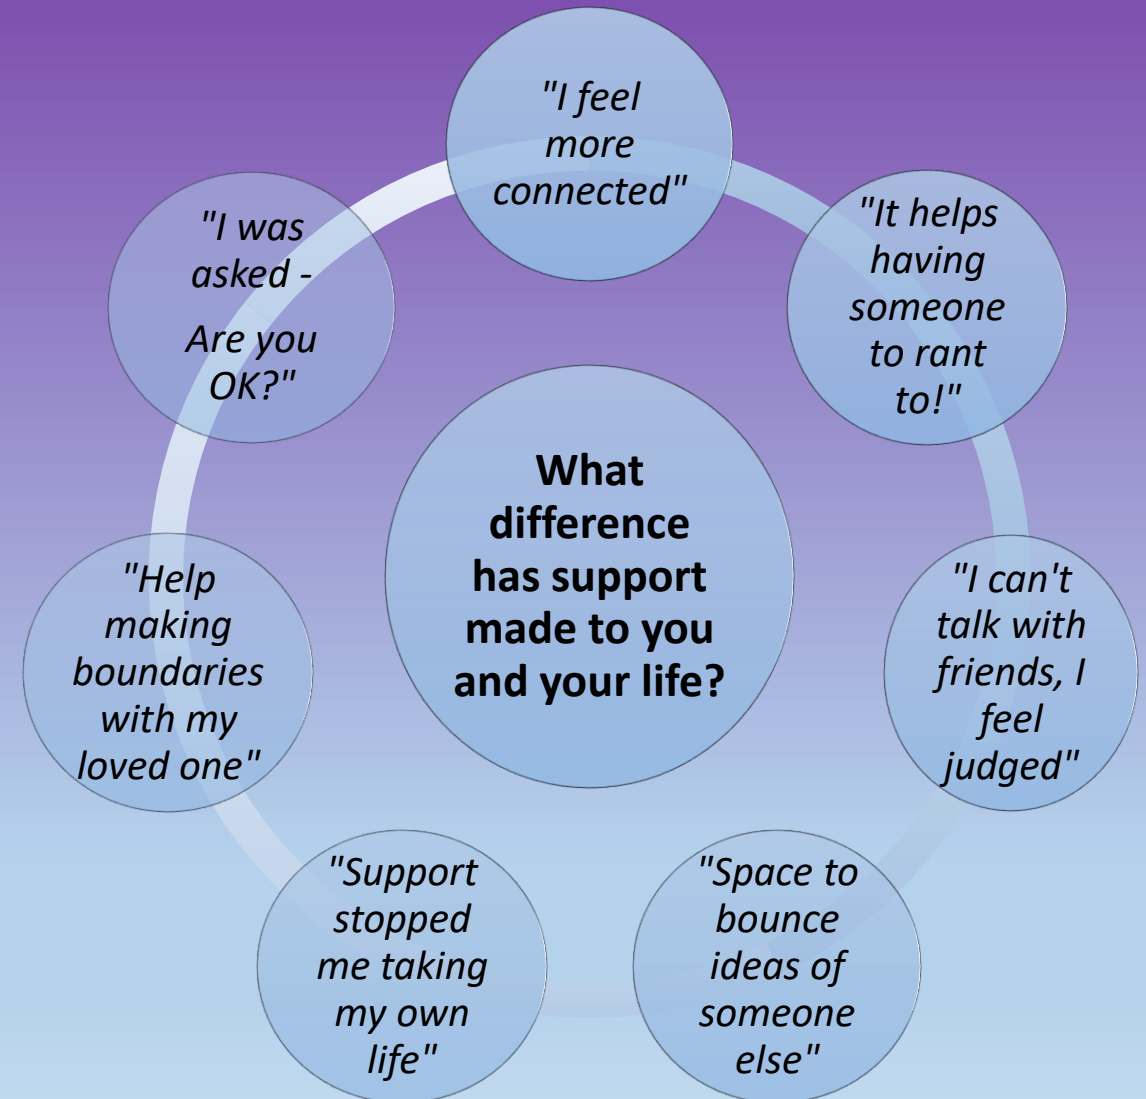 "I feel
more
connected"
"It helps
having
someone
to rant
to!"
"I can't
talk with
friends, I
feel
judged"
"Space to
bounce
ideas of
someone
else"
"Support
stopped
me taking
my own
life"
"Help
making
boundaries
with my
loved one"
"I was
asked -
Are you
OK?"
What
difference
has support
made to you
and your life?